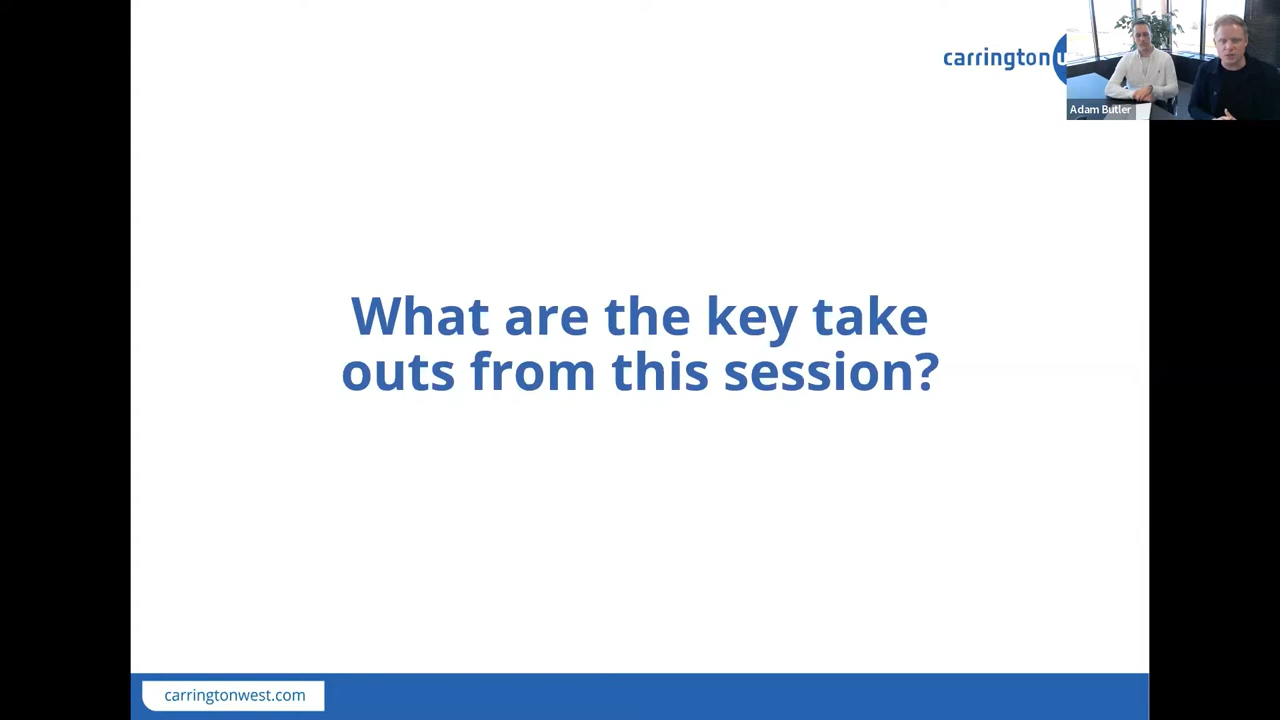 carrington
Adam Butler
What are the key take
outs from this session?
carringtonwest.com